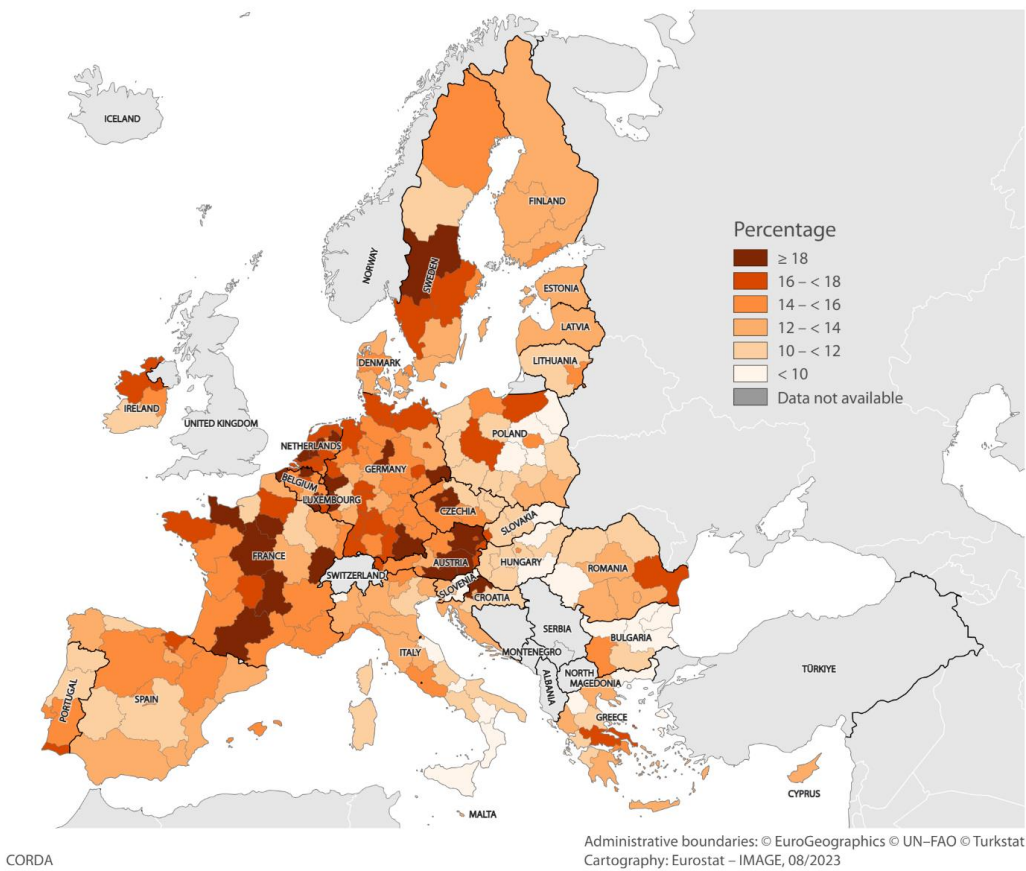 ICELAND
FINLAND
NORWAY
SWEDEN
ESTONIA
LATVIA
LITHUANIA
DENMARK
IRELAND
UNITED KINGDOM
NETHERLANDS
POLAND
BELGIUM
GERMANY
LUXEMBOURG
CZECHIA
SLOVAKIA
FRANCE
AUSTRIA
HUNGARY
SWITZERLAND
SLOVENIA
ROMANIA
CROATIA
SERBIA
BULGARIA
ITALY
MONTENEGRO
NORTH
MACEDONIA
ALBANIA
TÜRKIYE
PORTUGAL
SPAIN
GREECE
CYPRUS
MALTA
Percentage
≥ 18
16 – < 18
14 – < 16
12 – < 14
10 – < 12
< 10
Data not available
Administrative boundaries: © EuroGeographics © UN–FAO © Turkstat
Cartography: Eurostat – IMAGE, 08/2023
CORDA